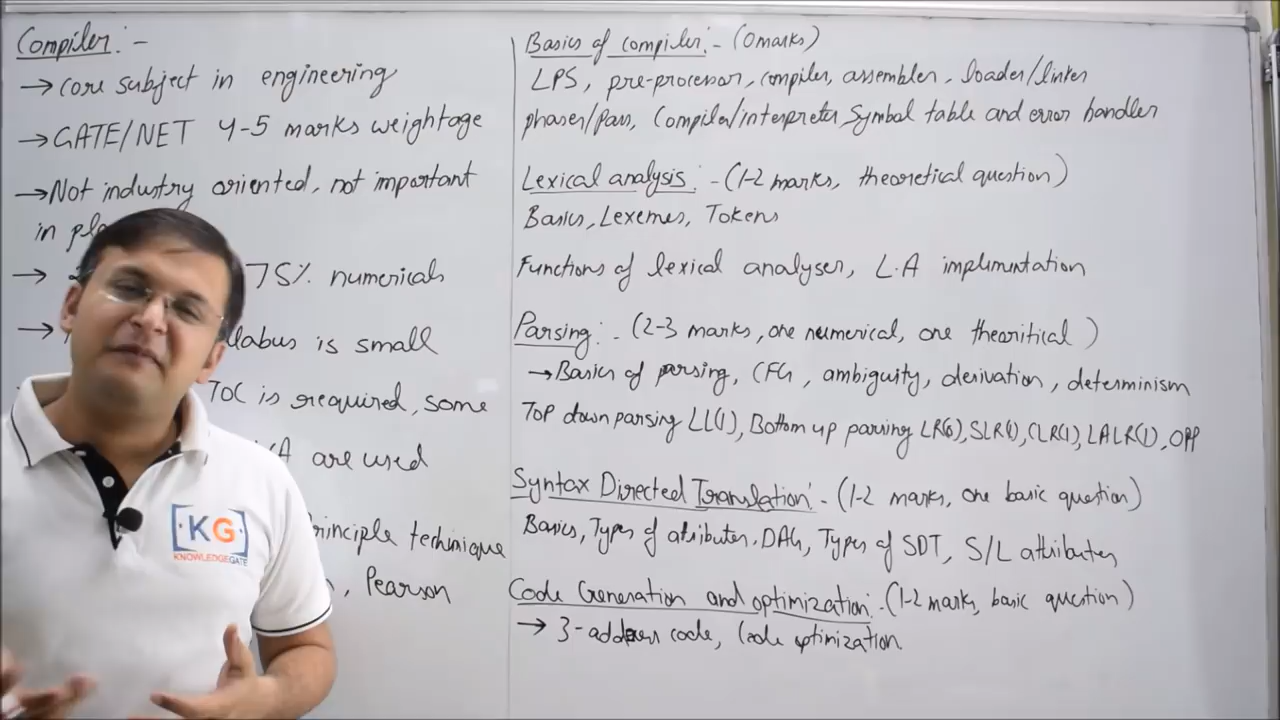 Compiler:-
→ core subject in engineering
→ GATE/NET 4-5 marks weightage
→ Not industry oriented, not important
in
→ 75% numericals
→ is small
TOC is required, some
are used
Principle technique
, Pearson
Basics of compiler:- (0 marks)
LPS, pre-processor, compiler, assembler, loader/linker
phases/pass, Compiler/interpreter, Symbol table and error handler
Lexical analysis:- (1-2 marks, theoretical question)
Basics, Lexemes, Tokens
Functions of lexical analyser, L.A implimentation
Parsing:- (2-3 marks, one numerical, one theoritical)
→ Basics of parsing, CFG, ambiguity, derivation, determinism
Top down parsing LL(1), Bottom up parsing LR(0), SLR(1), CLR(1), LALR(1), OPP
Syntax Directed Translation:- (1-2 marks, one basic question)
Basics, Types of attributes, DAG, Types of SDT, S/L attributes
Code Generation and optimization:- (1-2 marks, basic question)
→ 3-address code, Code optimization
KG
KNOWLEDGEGATE